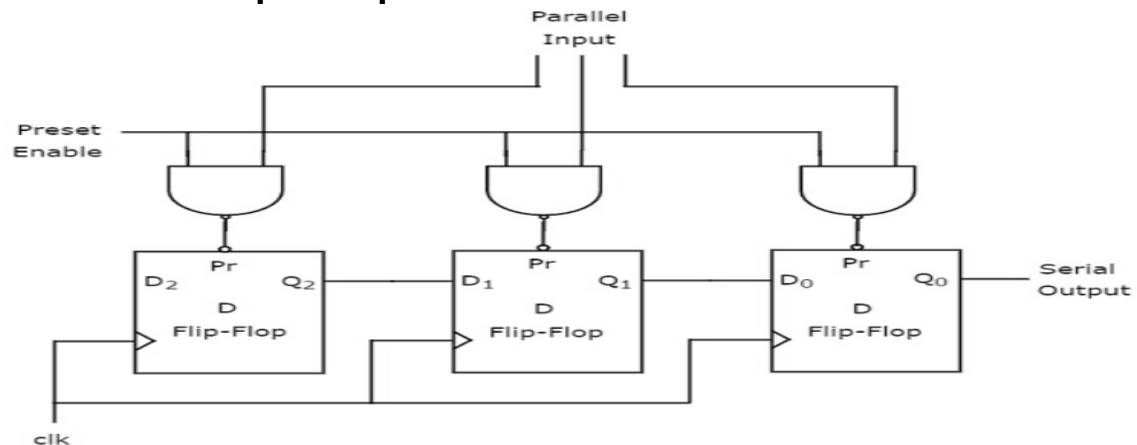 Parallel
Input
Preset
Enable
Pr
D₂
Q₂
D
Flip-Flop
Pr
D₁
Q₁
D
Flip-Flop
Pr
D₀
Q₀
D
Flip-Flop
Serial
Output
clk